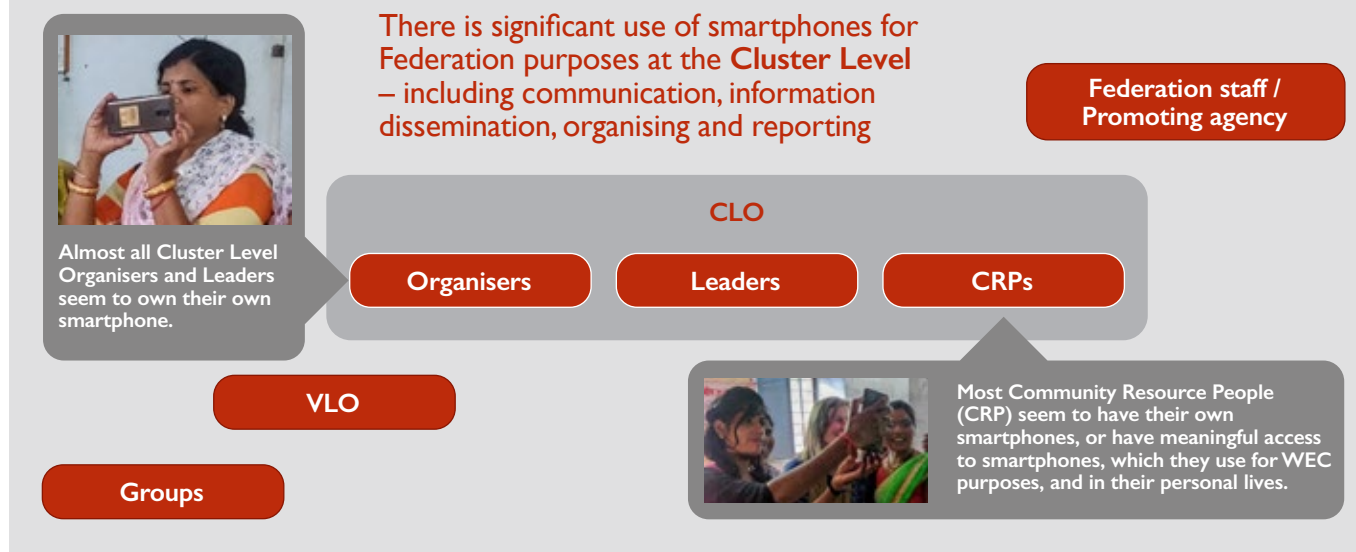 There is significant use of smartphones for
Federation purposes at the Cluster Level
– including communication, information
dissemination, organising and reporting
Federation staff /
Promoting agency
CLO
Almost all Cluster Level
Organisers and Leaders
seem to own their own
smartphone.
Organisers
Leaders
CRPs
VLO
Most Community Resource People
(CRP) seem to have their own
smartphones, or have meaningful access
to smartphones, which they use for WEC
purposes, and in their personal lives.
Groups